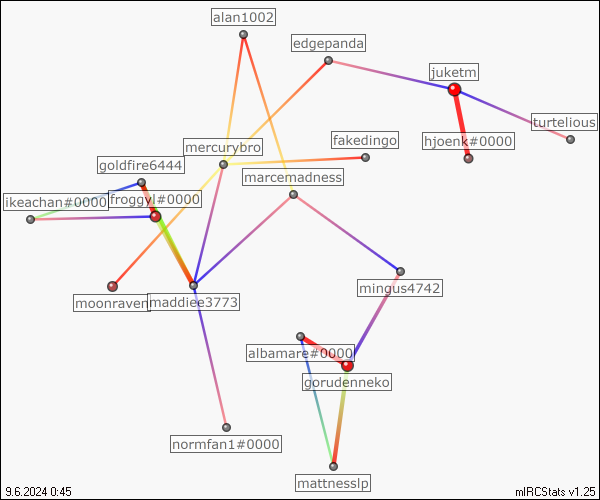 alan1002
edgepanda
juketm
turtelious
hjoenk#0000
fakedingo
mercurybro
goldfire6444
marcemadness
froggyl#0000
ikeachan#0000
mingus4742
moonraven
maddiee3773
albamare#0000
gorudenneko
normfan1#0000
mattnesslp
9.6.2024 0:45
mIRCStats v1.25